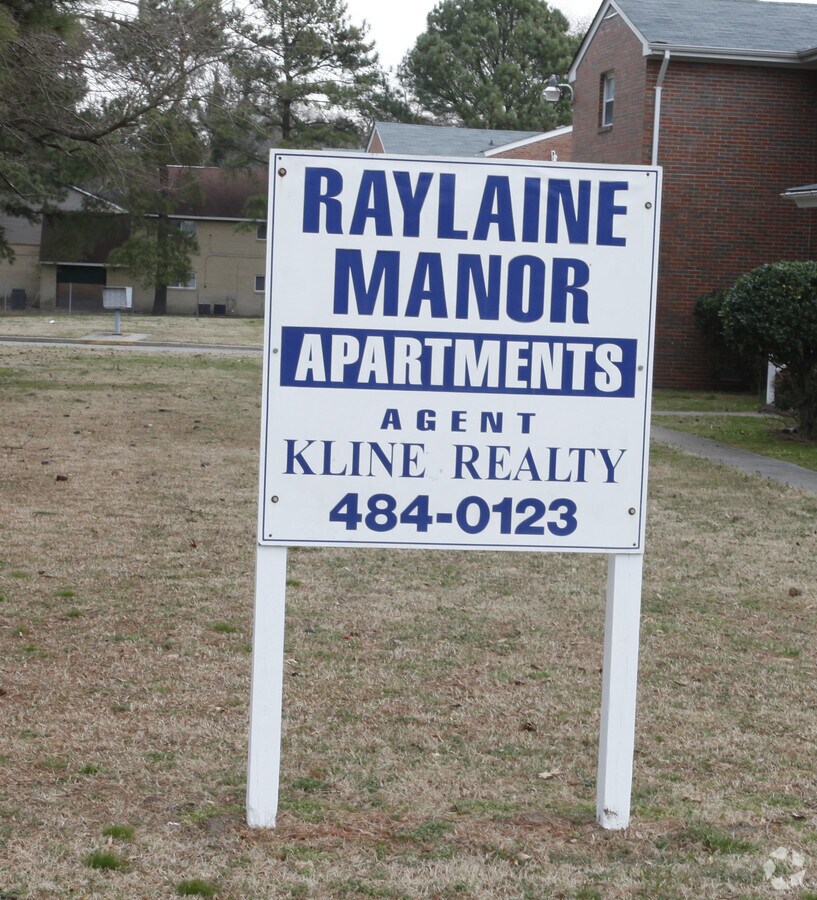 RAYLAINE
MANOR
APARTMENTS
AGENT
KLINE REALTY
484-0123